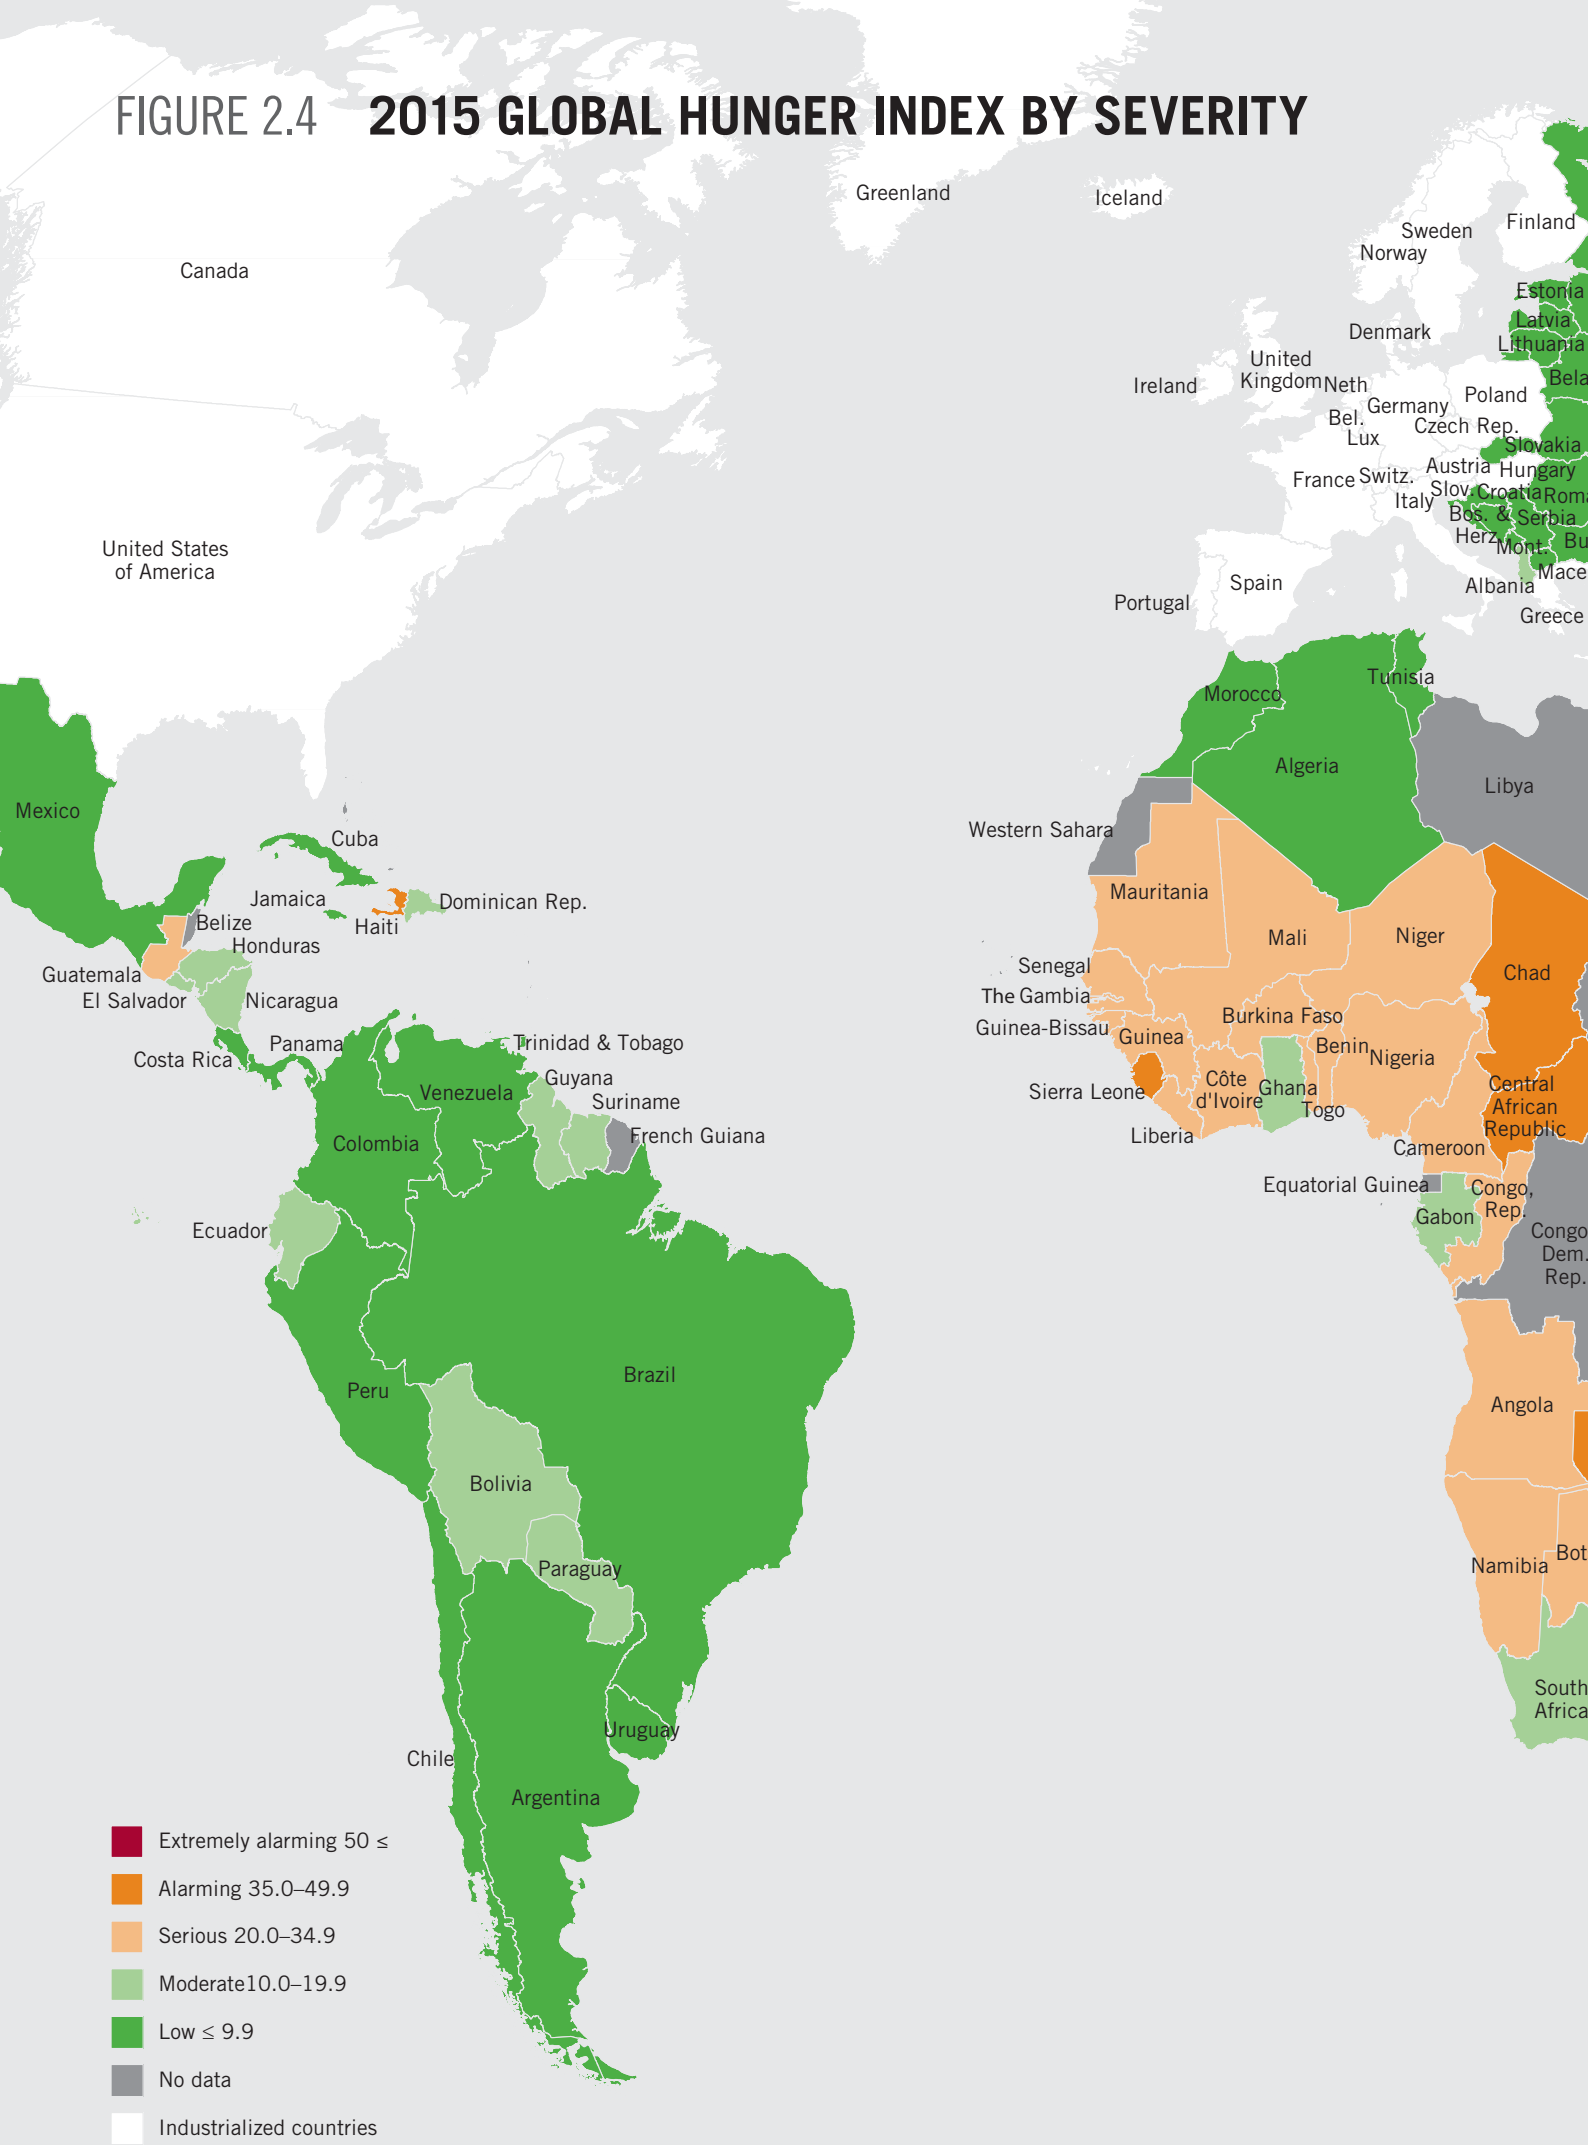 FIGURE 2.4 2015 GLOBAL HUNGER INDEX BY SEVERITY
Greenland
Iceland
Finland
Sweden
Norway
Canada
Estonia
Latvia
Lithuania
Denmark
United
Kingdom
Ireland
Neth
Bela
Poland
Germany
Bel.
Czech Rep.
Lux
Slovakia
Austria
Hungary
France
Switz.
Slov.
Croatia
Roma
Italy
Bos. &
Herz.
Serbia
Mont.
Bu
United States
of America
Mace
Albania
Spain
Portugal
Greece
Tunisia
Morocco
Algeria
Libya
Mexico
Western Sahara
Cuba
Mauritania
Jamaica
Dominican Rep.
Haiti
Belize
Honduras
Mali
Niger
Guatemala
Senegal
Chad
El Salvador
Nicaragua
The Gambia
Burkina Faso
Guinea-Bissau
Guinea
Panama
Trinidad & Tobago
Benin
Nigeria
Costa Rica
Guyana
Venezuela
Côte
d'Ivoire
Ghana
Central
African
Republic
Sierra Leone
Suriname
Togo
French Guiana
Liberia
Colombia
Cameroon
Equatorial Guinea
Congo,
Rep.
Gabon
Ecuador
Congo
Dem.
Rep.
Brazil
Peru
Angola
Bolivia
Paraguay
Namibia
Bot
South
Africa
Uruguay
Chile
Argentina
Extremely alarming 50 ≤
Alarming 35.0–49.9
Serious 20.0–34.9
Moderate10.0–19.9
Low ≤ 9.9
No data
Industrialized countries